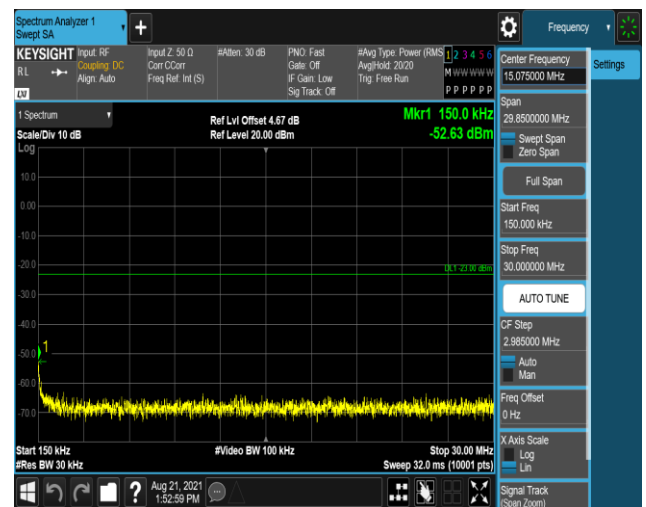 Spectrum Analyzer 1
Swept SA
Frequency
Settings
KEYSIGHT
RL
LXI
Input: RF
Coupling: DC
Align: Auto
Input Z: 50 Ω
Corr CCorr
Freq Ref: Int (S)
#Atten: 30 dB
PNO: Fast
Gate: Off
IF Gain: Low
Sig Track: Off
#Avg Type: Power (RMS
Avg|Hold: 20/20
Trig: Free Run
1 2 3 4 5 6
M W W W W W
P P P P P P
1 Spectrum
Scale/Div 10 dB
Log
Ref Lvl Offset 4.67 dB
Ref Level 20.00 dBm
Mkr1 150.0 kHz
-52.63 dBm
10.0
0.00
-10.0
-20.0
DL1 -23.00 dBm
-30.0
-40.0
-50.0
1
-60.0
-70.0
Start 150 kHz
#Res BW 30 kHz
#Video BW 100 kHz
Stop 30.00 MHz
Sweep 32.0 ms (10001 pts)
Aug 21, 2021
1:52:59 PM
Center Frequency
15.075000 MHz
Span
29.8500000 MHz
Swept Span
Zero Span
Full Span
Start Freq
150.000 kHz
Stop Freq
30.000000 MHz
AUTO TUNE
CF Step
2.985000 MHz
Auto
Man
Freq Offset
0 Hz
X Axis Scale
Log
Lin
Signal Track
(Span Zoom)